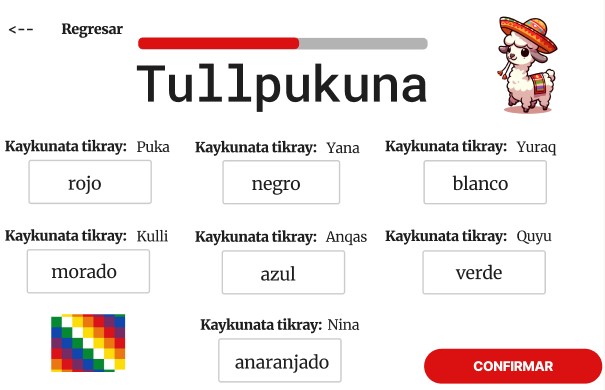 <-- Regresar
Tullpukuna
Kaykunata tikray: Puka
rojo
Kaykunata tikray: Yana
negro
Kaykunata tikray: Yuraq
blanco
Kaykunata tikray: Kulli
morado
Kaykunata tikray: Anqas
azul
Kaykunata tikray: Quyu
verde
Kaykunata tikray: Nina
anaranjado
CONFIRMAR